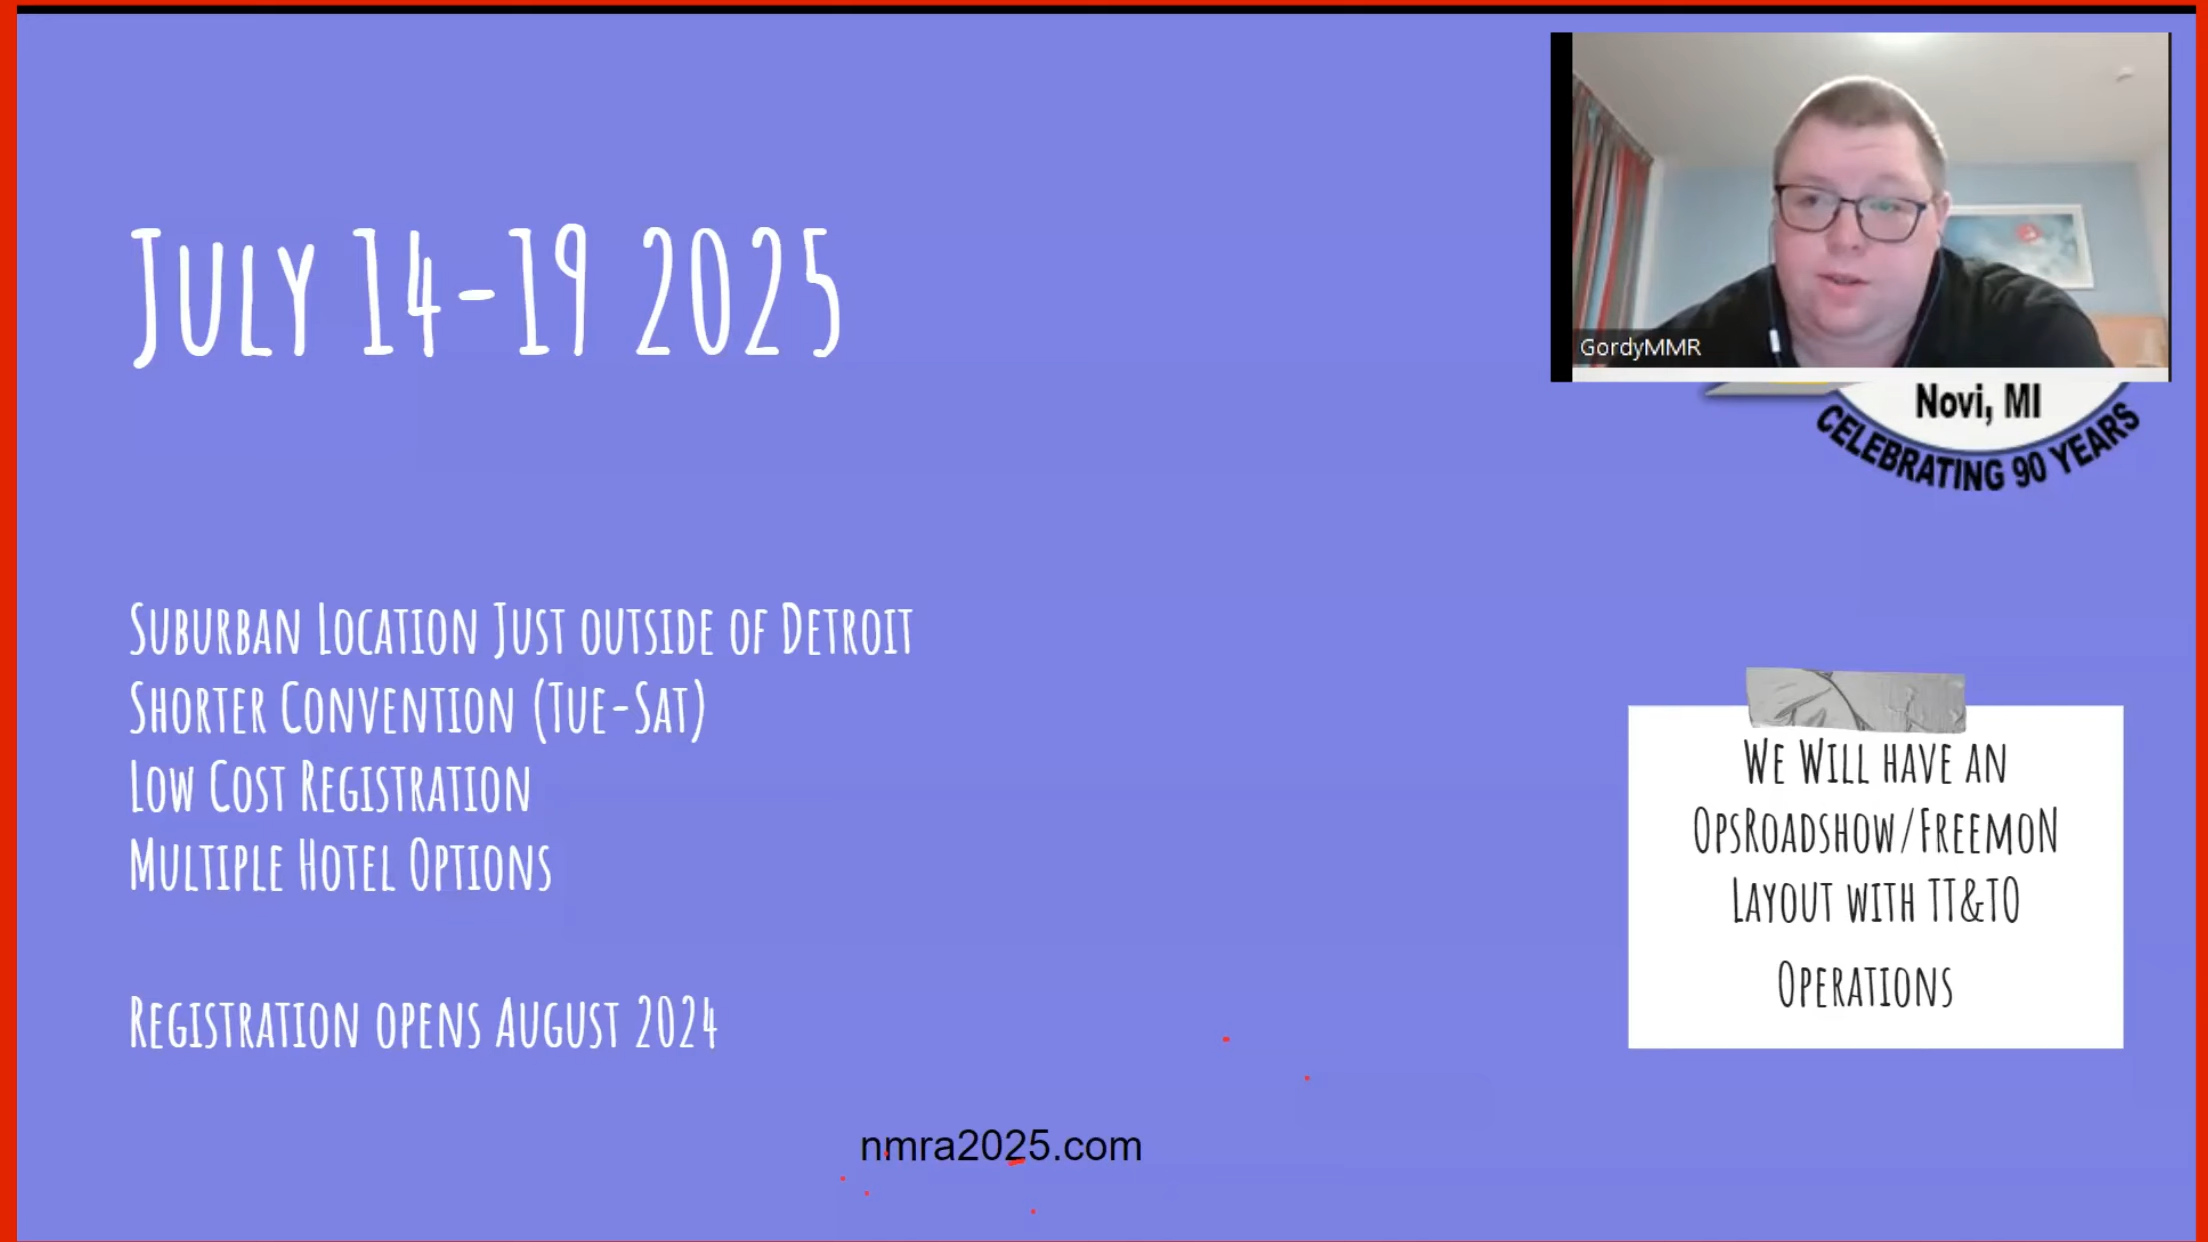 July 14-19 2025
GordyMMR
Novi, MI
CELEBRATING 90 YEARS
Suburban Location Just outside of Detroit
Shorter Convention (Tue-Sat)
Low Cost Registration
Multiple Hotel Options
Registration opens August 2024
We Will have an
OpsRoadshow/FreemoN
Layout with TT&TO
Operations
nmra2025.com